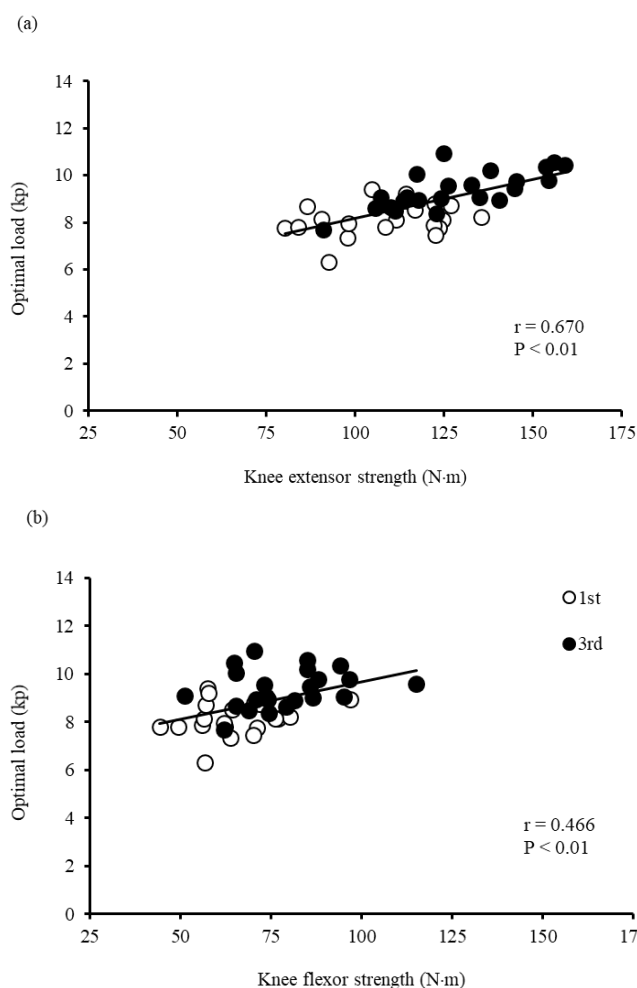 (a)
14
12
10
8
6
4
2
0
25 50 75 100 125 150 175
Optimal load (kp)
Knee extensor strength (N·m)
r = 0.670
P < 0.01
(b)
14
12
10
8
6
4
2
0
25 50 75 100 125 150 17
Optimal load (kp)
Knee flexor strength (N·m)
1st
3rd
r = 0.466
P < 0.01